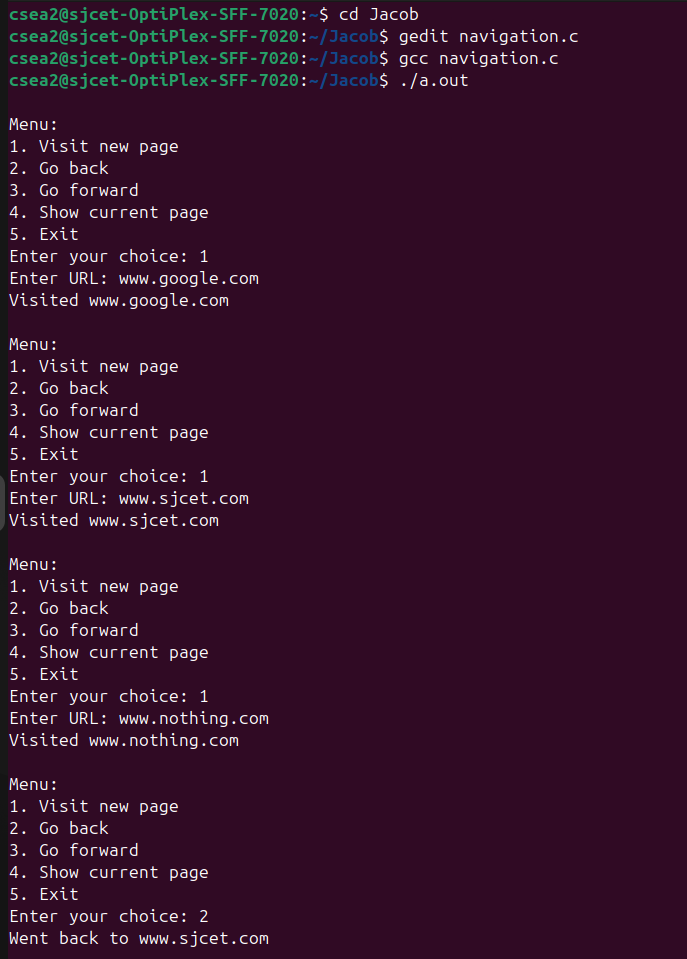 csea2@sjcet-OptiPlex-SFF-7020:~$ cd Jacob
csea2@sjcet-OptiPlex-SFF-7020:~/Jacob$ gedit navigation.c
csea2@sjcet-OptiPlex-SFF-7020:~/Jacob$ gcc navigation.c
csea2@sjcet-OptiPlex-SFF-7020:~/Jacob$ ./a.out
Menu:
1. Visit new page
2. Go back
3. Go forward
4. Show current page
5. Exit
Enter your choice: 1
Enter URL: www.google.com
Visited www.google.com
Menu:
1. Visit new page
2. Go back
3. Go forward
4. Show current page
5. Exit
Enter your choice: 1
Enter URL: www.sjcet.com
Visited www.sjcet.com
Menu:
1. Visit new page
2. Go back
3. Go forward
4. Show current page
5. Exit
Enter your choice: 1
Enter URL: www.nothing.com
Visited www.nothing.com
Menu:
1. Visit new page
2. Go back
3. Go forward
4. Show current page
5. Exit
Enter your choice: 2
Went back to www.sjcet.com